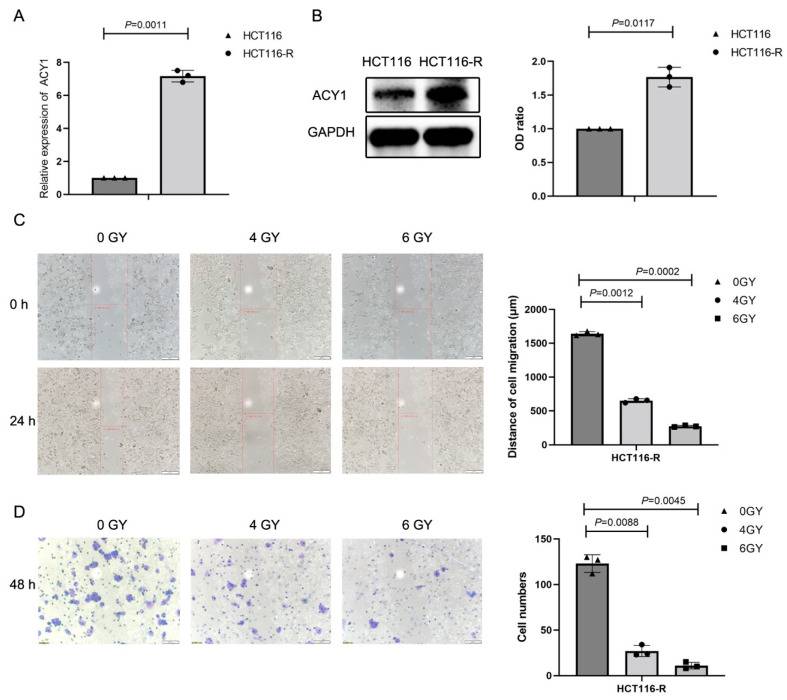 A
P=0.0011
HCT116
HCT116-R
Relative expression of ACY1
8
6
4
2
0
B
HCT116 HCT116-R
ACY1
GAPDH
P=0.0117
HCT116
HCT116-R
OD ratio
2.0
1.5
1.0
0.5
0.0
C
0 GY 4 GY 6 GY
0 h
24 h
P=0.0002
P=0.0012
0GY
4GY
6GY
Distance of cell migration (μm)
2000
1500
1000
500
0
HCT116-R
D
0 GY 4 GY 6 GY
48 h
P=0.0045
P=0.0088
0GY
4GY
6GY
Cell numbers
150
100
50
0
HCT116-R